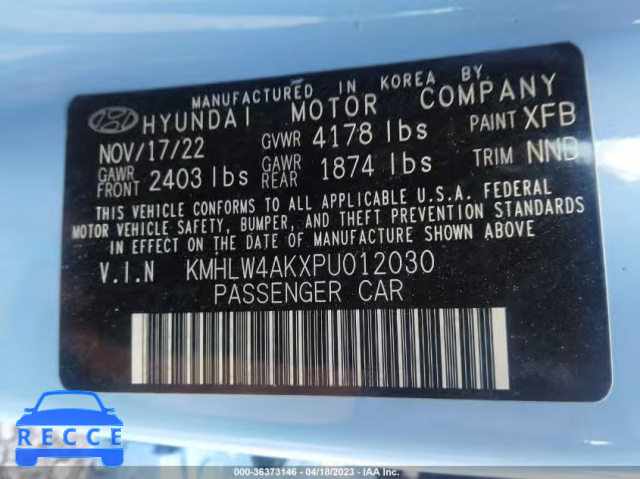 MANUFACTURED IN KOREA BY
HYUNDAI MOTOR COMPANY
NOV/17/22 GVWR 4178 lbs PAINT XFB
GAWR FRONT 2403 lbs GAWR REAR 1874 lbs TRIM NNB
THIS VEHICLE CONFORMS TO ALL APPLICABLE U.S.A. FEDERAL
MOTOR VEHICLE SAFETY, BUMPER, AND THEFT PREVENTION STANDARDS
IN EFFECT ON THE DATE OF MANUFACTURE SHOWN ABOVE.
V.I.N KMHLW4AKXPU012030
PASSENGER CAR
RECCE
000-36373146 - 04/18/2023 - IAA Inc.